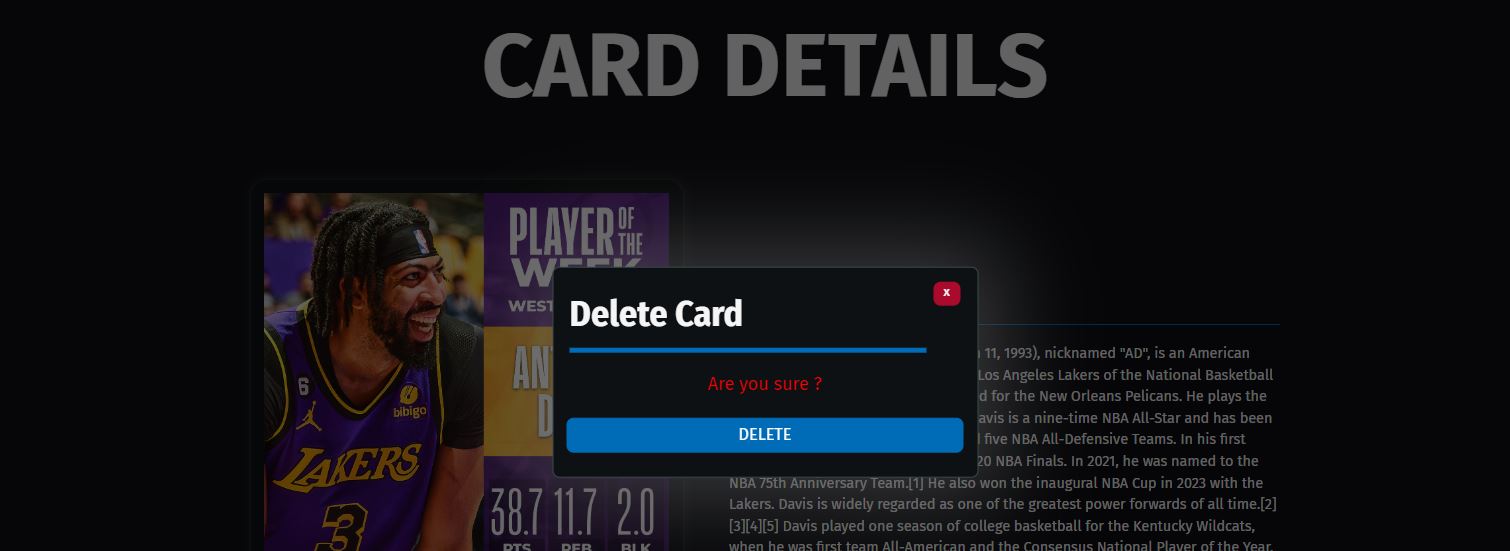 CARD DETAILS
PLAYER OF THE
WEEK
WEST
AN
D
6
bibigo
LAKERS
3
38.7 11.7 2.0
PTS REB BLK
Delete Card
x
Are you sure ?
DELETE
11, 1993), nicknamed "AD", is an American
Los Angeles Lakers of the National Basketball
d for the New Orleans Pelicans. He plays the
avis is a nine-time NBA All-Star and has been
five NBA All-Defensive Teams. In his first
20 NBA Finals. In 2021, he was named to the
NBA 75th Anniversary Team.[1] He also won the inaugural NBA Cup in 2023 with the
Lakers. Davis is widely regarded as one of the greatest power forwards of all time.[2]
[3][4][5] Davis played one season of college basketball for the Kentucky Wildcats,
when he was first team All-American and the Consensus National Player of the Year,